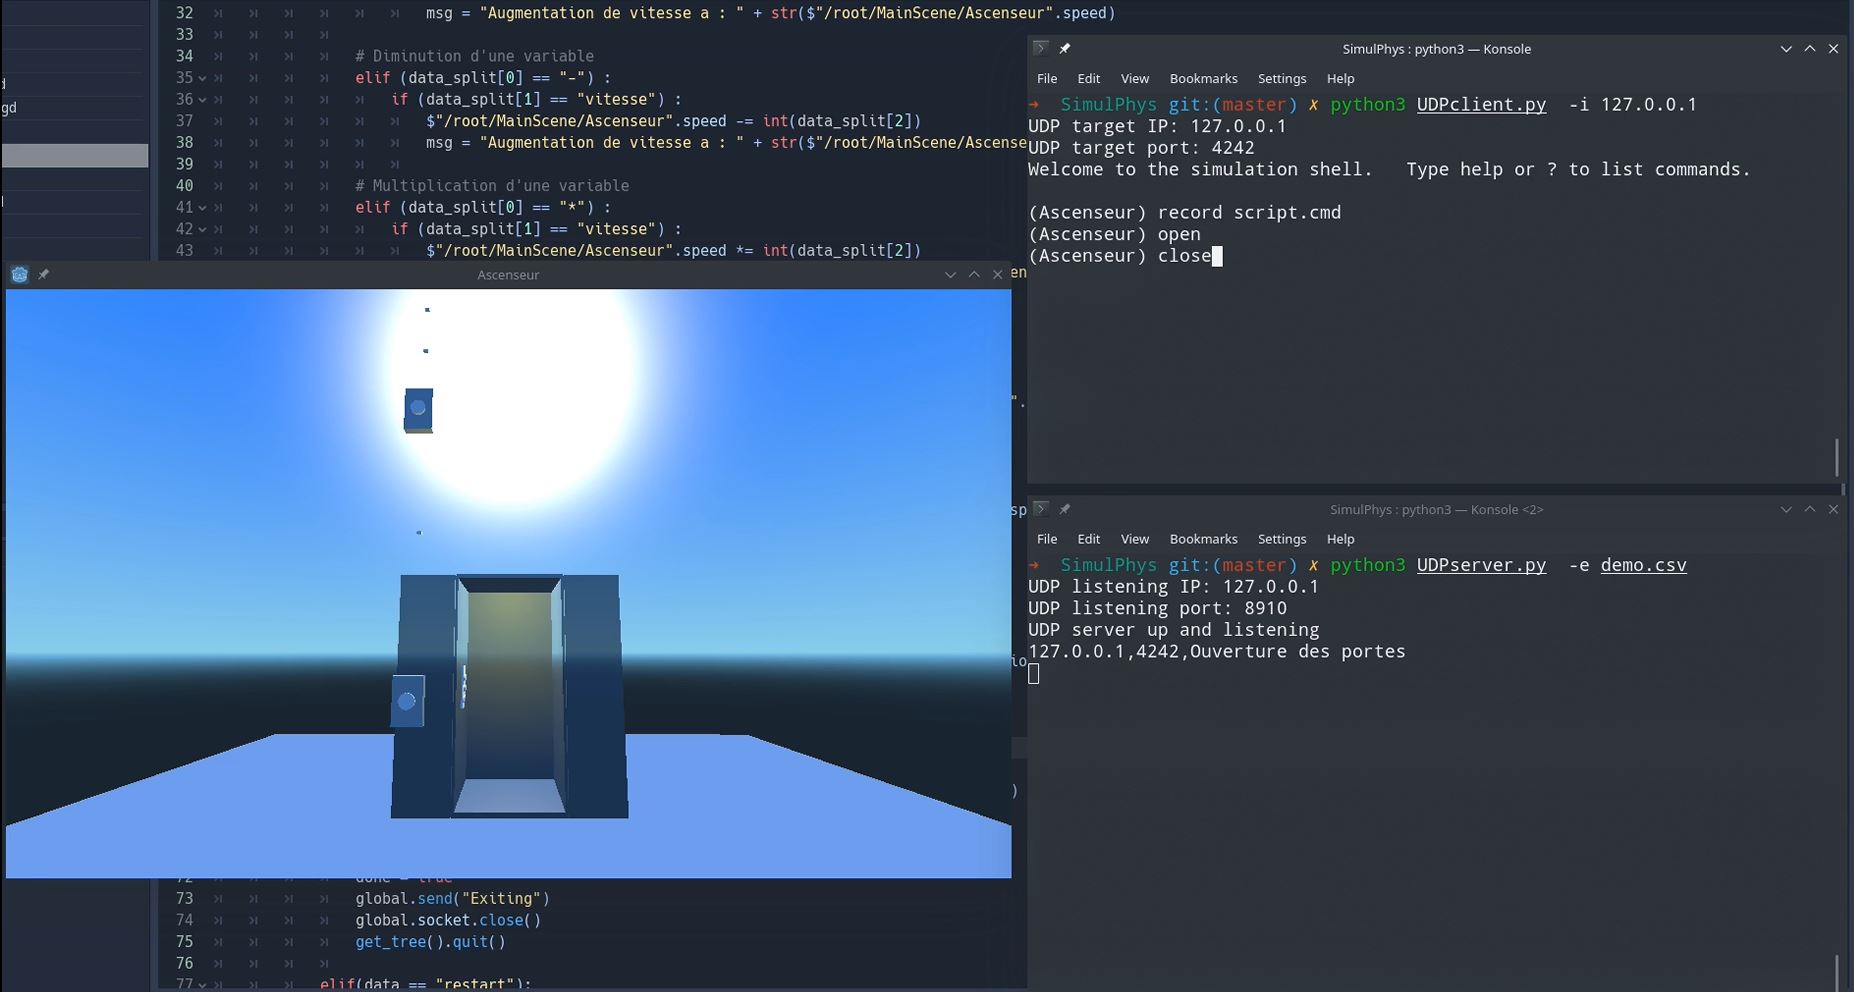 32 msg = "Augmentation de vitesse a : " + str($"/root/MainScene/Ascenseur".speed)
33
34 # Diminution d'une variable
35 elif (data_split[0] == "-") :
36 if (data_split[1] == "vitesse") :
37 $"/root/MainScene/Ascenseur".speed -= int(data_split[2])
38 msg = "Augmentation de vitesse a : " + str($"/root/MainScene/Ascense
39
40 # Multiplication d'une variable
41 elif (data_split[0] == "*") :
42 if (data_split[1] == "vitesse") :
43 $"/root/MainScene/Ascenseur".speed *= int(data_split[2])
d
gd
Ascenseur
en
".
sp
io
)
73 global.send("Exiting")
74 global.socket.close()
75 get_tree().quit()
76
77 elif(data == "restart"):
SimulPhys : python3 — Konsole
File Edit View Bookmarks Settings Help
➜ SimulPhys git:(master) ✗ python3 UDPclient.py -i 127.0.0.1
UDP target IP: 127.0.0.1
UDP target port: 4242
Welcome to the simulation shell. Type help or ? to list commands.
(Ascenseur) record script.cmd
(Ascenseur) open
(Ascenseur) close
SimulPhys : python3 — Konsole <2>
File Edit View Bookmarks Settings Help
➜ SimulPhys git:(master) ✗ python3 UDPserver.py -e demo.csv
UDP listening IP: 127.0.0.1
UDP listening port: 8910
UDP server up and listening
127.0.0.1,4242,Ouverture des portes